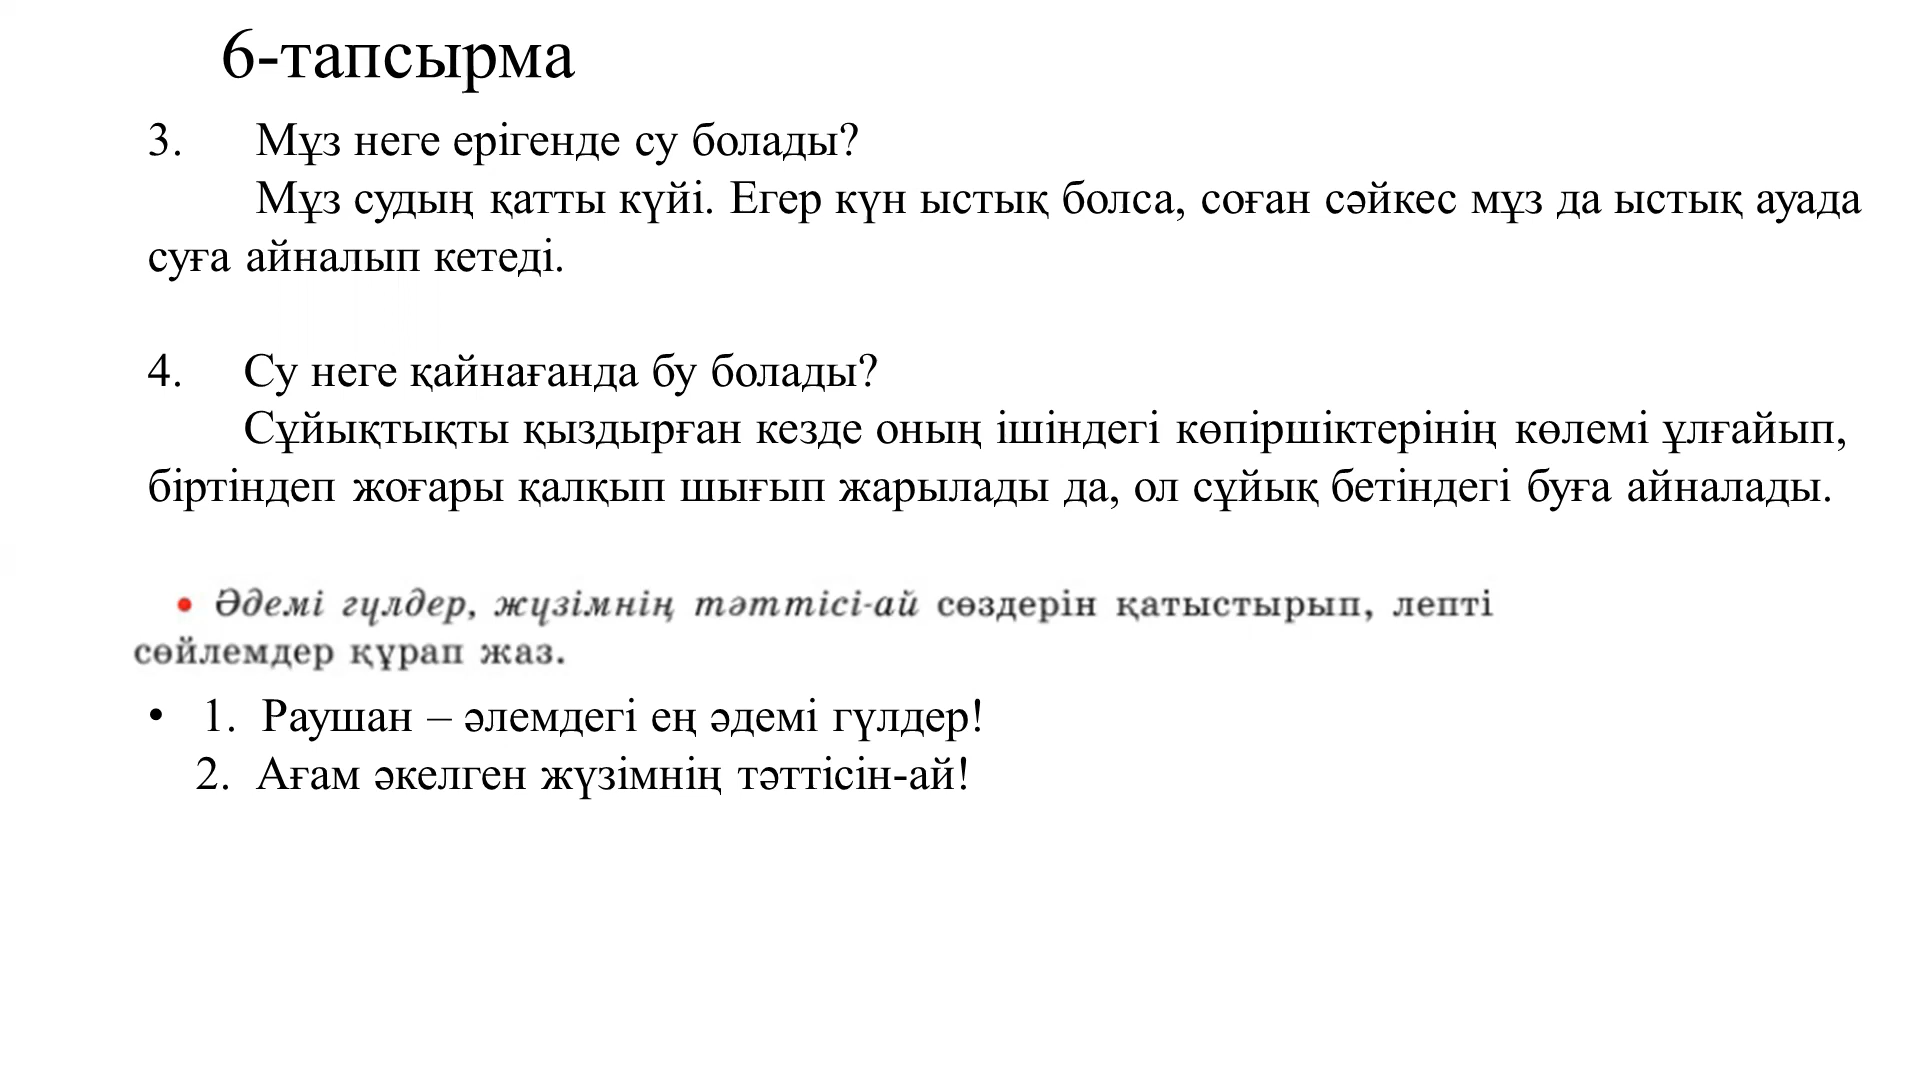 6-тапсырма
3. Мұз неге ерігенде су болады?
Мұз судың қатты күйі. Егер күн ыстық болса, соған сәйкес мұз да ыстық ауада
суға айналып кетеді.
4. Су неге қайнағанда бу болады?
Сұйықтықты қыздырған кезде оның ішіндегі көпіршіктерінің көлемі ұлғайып,
біртіндеп жоғары қалқып шығып жарылады да, ол сұйық бетіндегі буға айналады.
• Әдемі гүлдер, жүзімнің тәттісі-ай сөздерін қатыстырып, лепті
сөйлемдер құрап жаз.
• 1. Раушан – әлемдегі ең әдемі гүлдер!
2. Ағам әкелген жүзімнің тәттісін-ай!